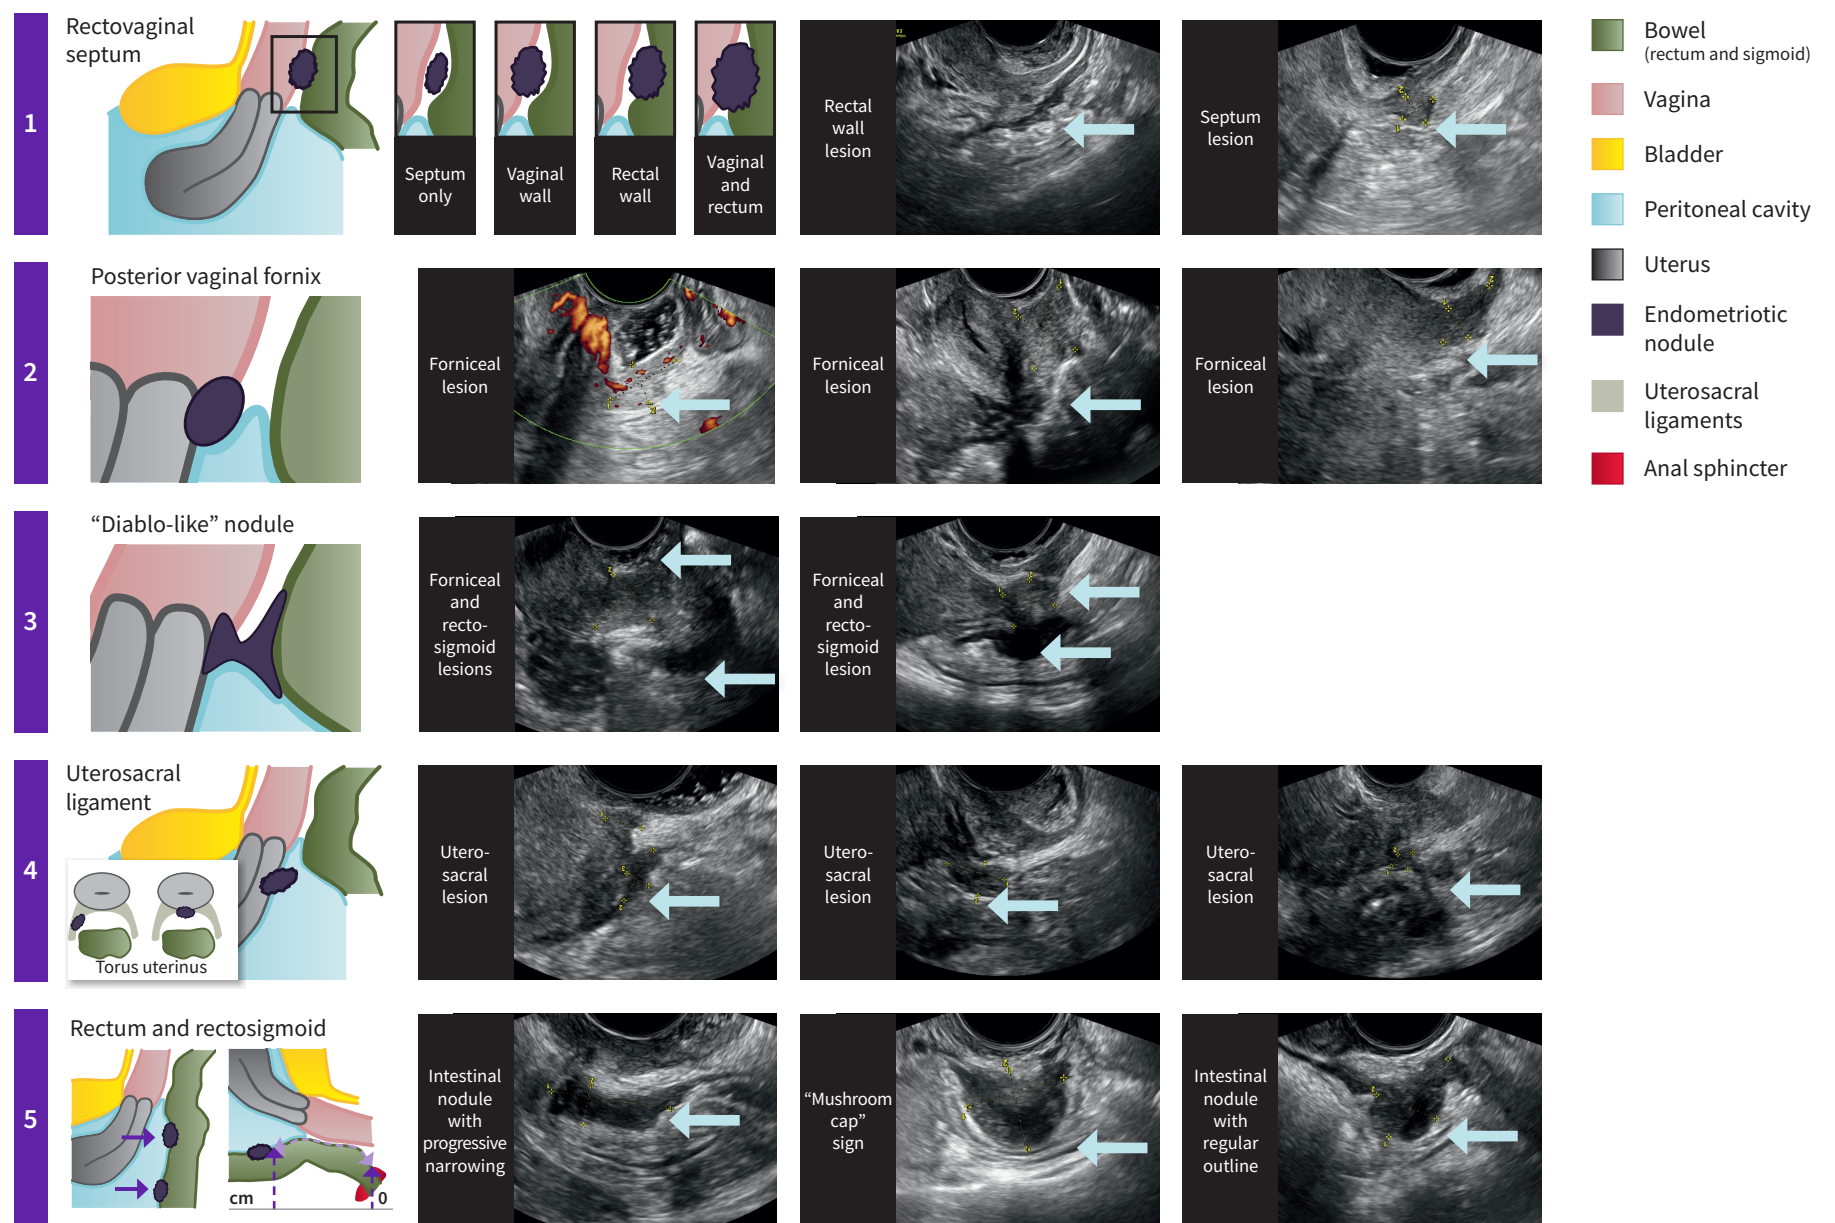 1
Rectovaginal
septum
Septum
only
Vaginal
wall
Rectal
wall
Vaginal
and
rectum
Rectal
wall
lesion
Septum
lesion
2
Posterior vaginal fornix
Forniceal
lesion
Forniceal
lesion
Forniceal
lesion
3
“Diablo-like” nodule
Forniceal
and
recto-
sigmoid
lesions
Forniceal
and
recto-
sigmoid
lesion
4
Uterosacral
ligament
Torus uterinus
Utero-
sacral
lesion
Utero-
sacral
lesion
Utero-
sacral
lesion
5
Rectum and rectosigmoid
cm
0
Intestinal
nodule
with
progressive
narrowing
“Mushroom
cap”
sign
Intestinal
nodule
with
regular
outline
Bowel
(rectum and sigmoid)
Vagina
Bladder
Peritoneal cavity
Uterus
Endometriotic
nodule
Uterosacral
ligaments
Anal sphincter